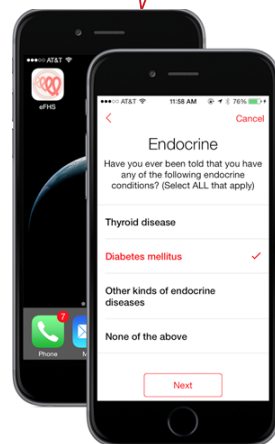 AT&T
eFHS
7
Phone
AT&T 11:58 AM 76%
Cancel
Endocrine
Have you ever been told that you have
any of the following endocrine
conditions? (Select ALL that apply)
Thyroid disease
Diabetes mellitus
Other kinds of endocrine
diseases
None of the above
Next